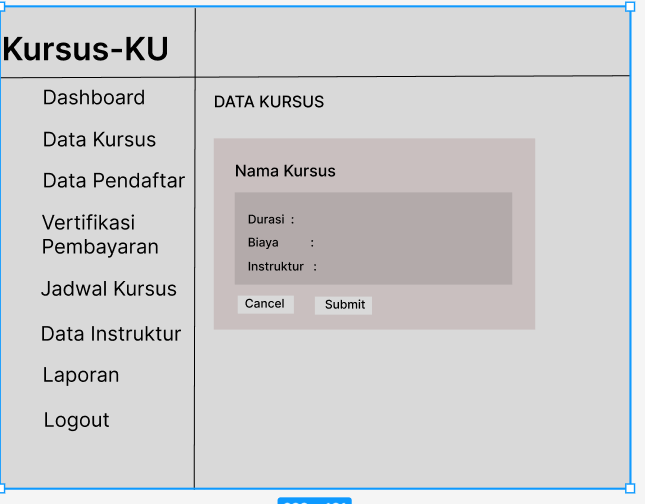 Kursus-KU
Dashboard
Data Kursus
Data Pendaftar
Vertifikasi
Pembayaran
Jadwal Kursus
Data Instruktur
Laporan
Logout
DATA KURSUS
Nama Kursus
Durasi :
Biaya :
Instruktur :
Cancel
Submit